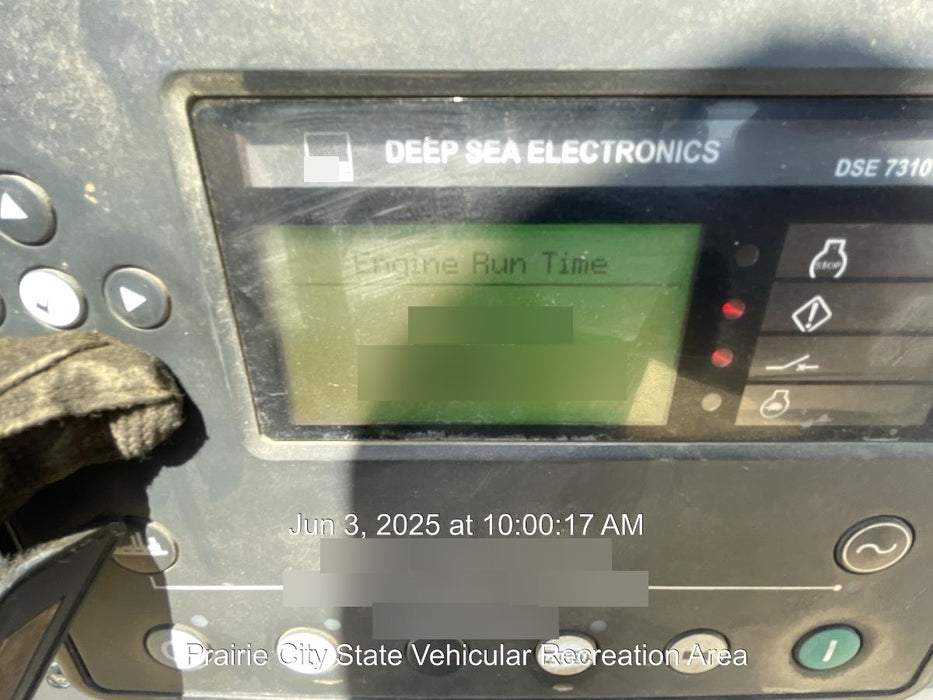 DEEP SEA ELECTRONICS
DSE 7310
Engine Run Time
STOP
Jun 3, 2025 at 10:00:17 AM
Prairie City State Vehicular Recreation Area